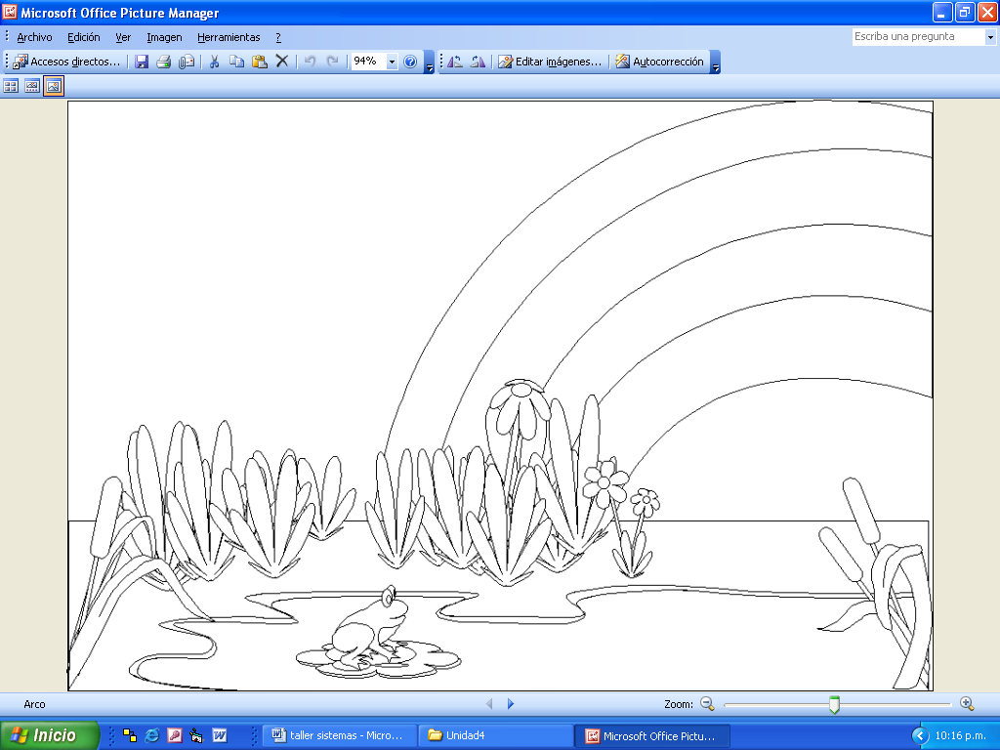 Microsoft Office Picture Manager
Archivo Edición Ver Imagen Herramientas ? Escriba una pregunta
Accesos directos... 94% Editar imágenes... Autocorrección
Arco Zoom:
Inicio taller sistemas - Micro... Unidad4 Microsoft Office Pictu... 10:16 p.m.